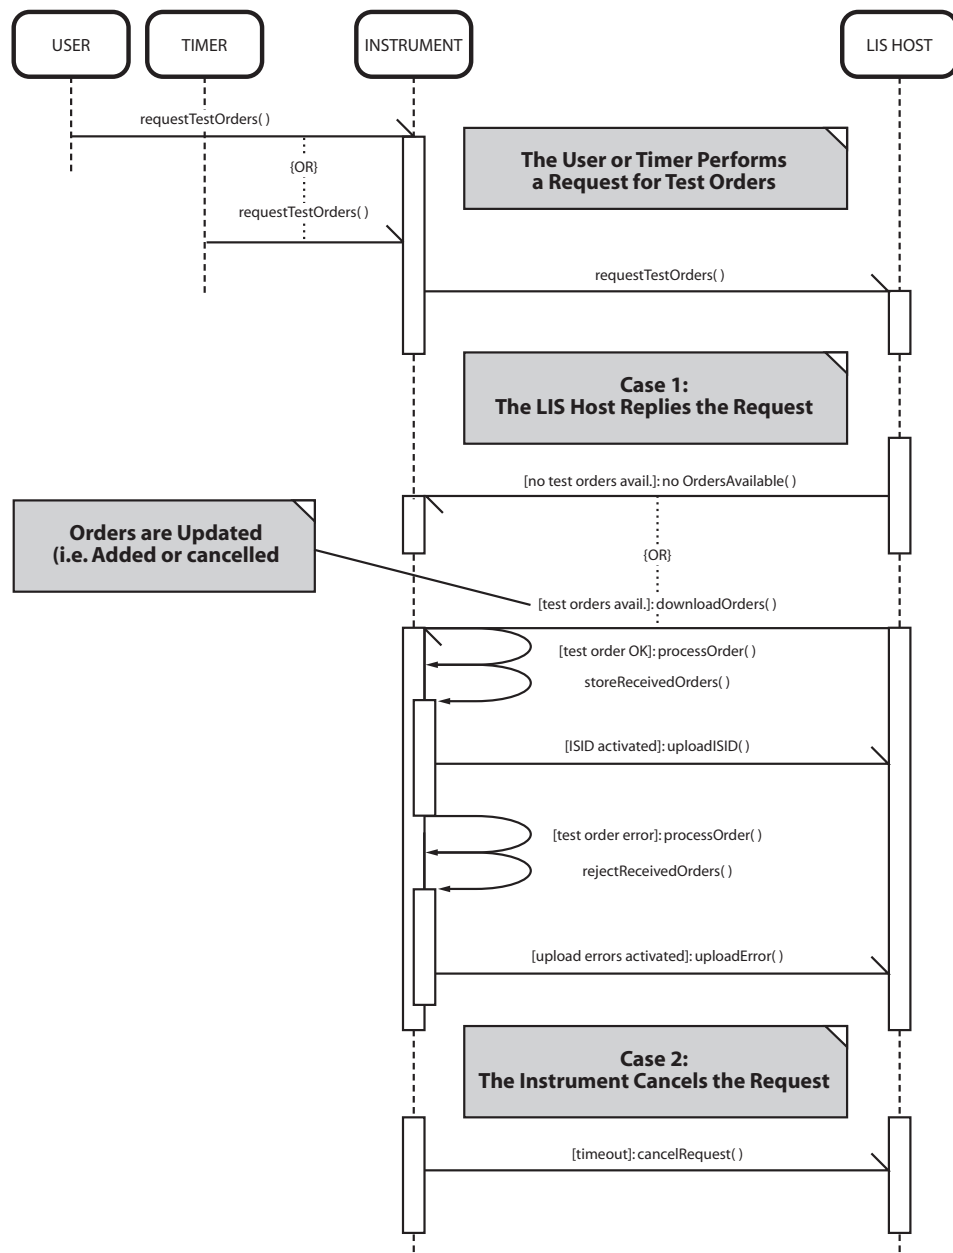 USER
TIMER
INSTRUMENT
LIS HOST
requestTestOrders( )
The User or Timer Performs
a Request for Test Orders
{OR}
requestTestOrders( )
requestTestOrders( )
Case 1:
The LIS Host Replies the Request
[no test orders avail.]: no OrdersAvailable( )
Orders are Updated
(i.e. Added or cancelled
{OR}
[test orders avail.]: downloadOrders( )
[test order OK]: processOrder( )
storeReceivedOrders( )
[ISID activated]: uploadISID( )
[test order error]: processOrder( )
rejectReceivedOrders( )
[upload errors activated]: uploadError( )
Case 2:
The Instrument Cancels the Request
[timeout]: cancelRequest( )